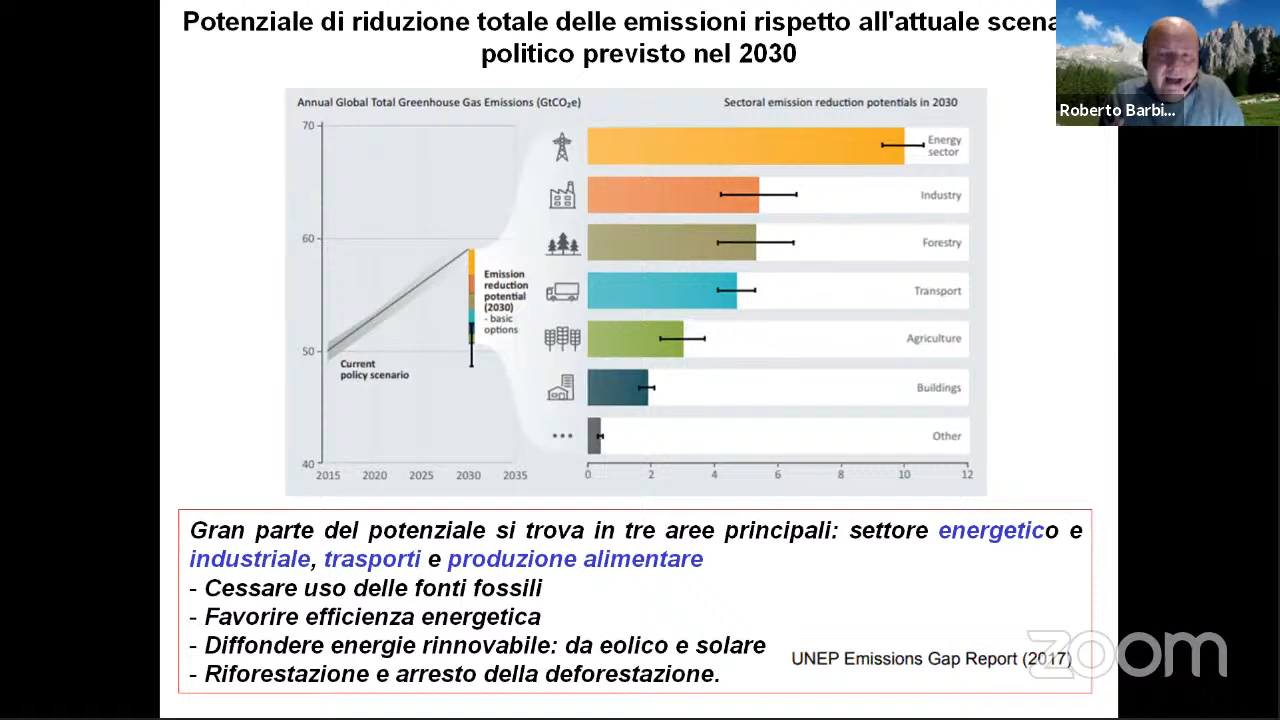 Potenziale di riduzione totale delle emissioni rispetto all'attuale scena
politico previsto nel 2030
Roberto Barbi...
Annual Global Total Greenhouse Gas Emissions (GtCO₂e)
Sectoral emission reduction potentials in 2030
70
60
50
40
2015 2020 2025 2030 2035
Current
policy scenario
Emission
reduction
potential
(2030)
- basic
options
Energy
sector
Industry
Forestry
Transport
Agriculture
Buildings
Other
0 2 4 6 8 10 12
Gran parte del potenziale si trova in tre aree principali: settore energetico e
industriale, trasporti e produzione alimentare
- Cessare uso delle fonti fossili
- Favorire efficienza energetica
- Diffondere energie rinnovabile: da eolico e solare
- Riforestazione e arresto della deforestazione.
UNEP Emissions Gap Report (2017)
zoom